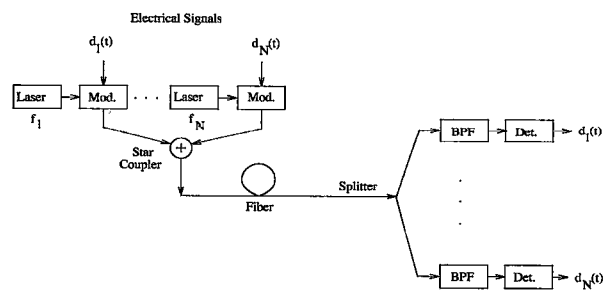 Electrical Signals
d1(t)
dN(t)
Laser
Mod.
Laser
Mod.
f1
fN
Star
Coupler
+
Fiber
Splitter
BPF
Det.
d1(t)
BPF
Det.
dN(t)